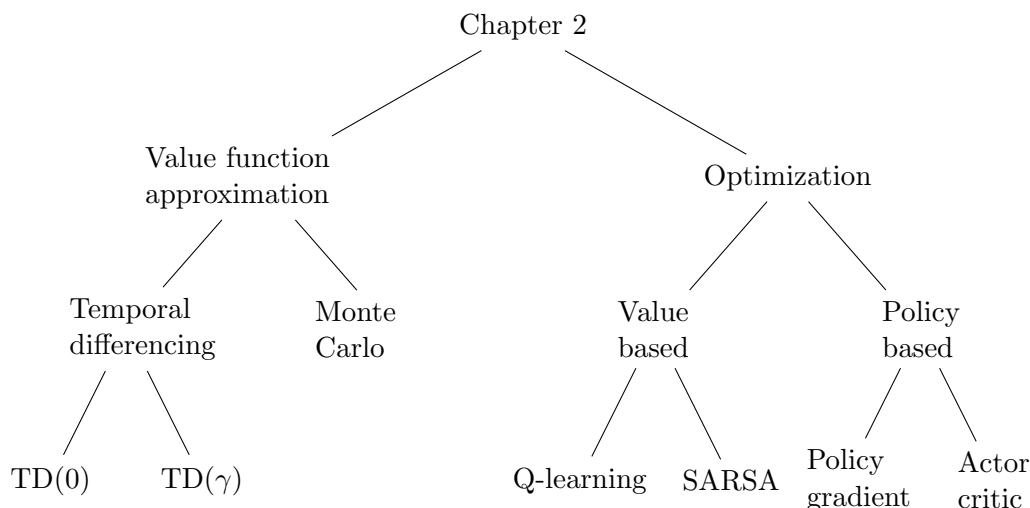 Chapter 2
Value function
approximation
Optimization
Temporal
differencing
Monte
Carlo
Value
based
Policy
based
TD(0)
TD(γ)
Q-learning
SARSA
Policy
gradient
Actor
critic